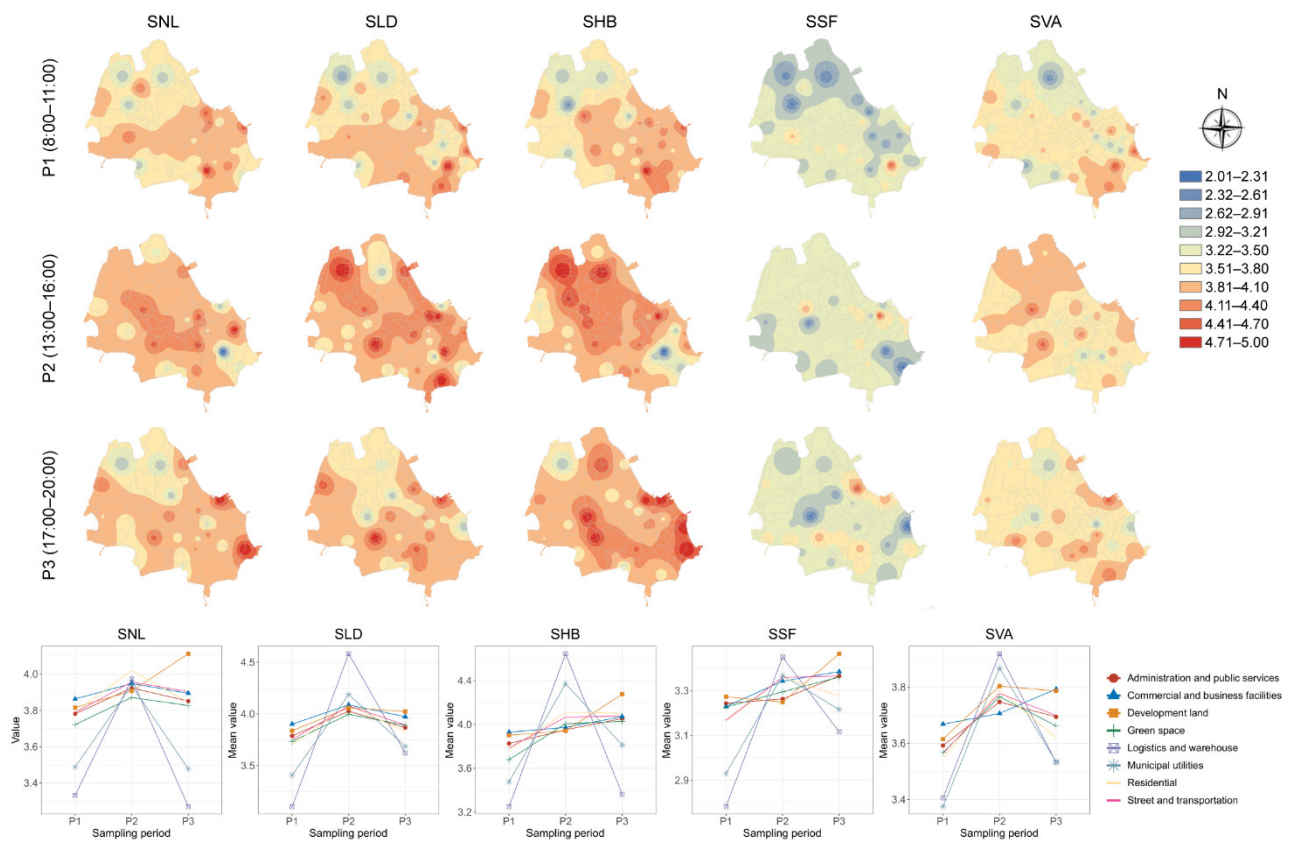 SNL
SLD
SHB
SSF
SVA
P1 (8:00–11:00)
N
2.01–2.31
2.32–2.61
2.62–2.91
2.92–3.21
3.22–3.50
3.51–3.80
3.81–4.10
4.11–4.40
4.41–4.70
4.71–5.00
P2 (13:00–16:00)
P3 (17:00–20:00)
SNL
Value
4.0
3.8
3.6
3.4
P1 P2 P3
Sampling period
SLD
Mean value
4.5
4.0
3.5
P1 P2 P3
Sampling period
SHB
Mean value
4.4
4.0
3.6
3.2
P1 P2 P3
Sampling period
SSF
Mean value
3.3
3.1
2.9
P1 P2 P3
Sampling period
SVA
Mean value
3.8
3.6
3.4
P1 P2 P3
Sampling period
Administration and public services
Commercial and business facilities
Development land
Green space
Logistics and warehouse
Municipal utilities
Residential
Street and transportation